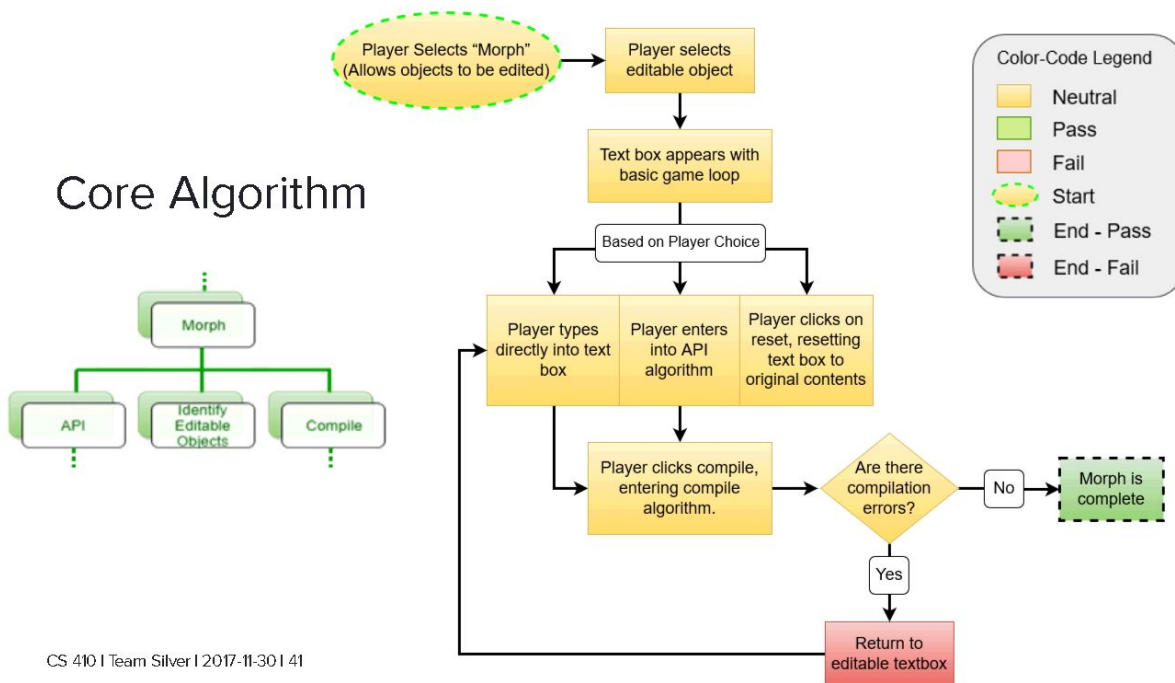 Player Selects “Morph”
(Allows objects to be edited)
Player selects
editable object
Color-Code Legend
Neutral
Pass
Fail
Start
End - Pass
End - Fail
Text box appears with
basic game loop
Core Algorithm
Based on Player Choice
Morph
API
Identify
Editable
Objects
Compile
Player types
directly into text
box
Player enters
into API
algorithm
Player clicks on
reset, resetting
text box to
original contents
Player clicks compile,
entering compile
algorithm.
Are there
compilation
errors?
No
Morph is
complete
Yes
Return to
editable textbox
CS 410 I Team Silver I 2017-11-30 I 41